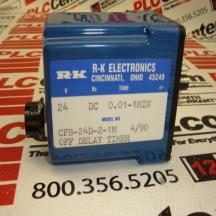 R-K ELECTRONICS
R-K
CINCINNATI, OHIO 45249
V Hz TIME OP
24 DC 0.01-1MIN
MODEL NO
CFB-24D-2-1M 4/90
OFF DELAY TIMER
800.356.5205